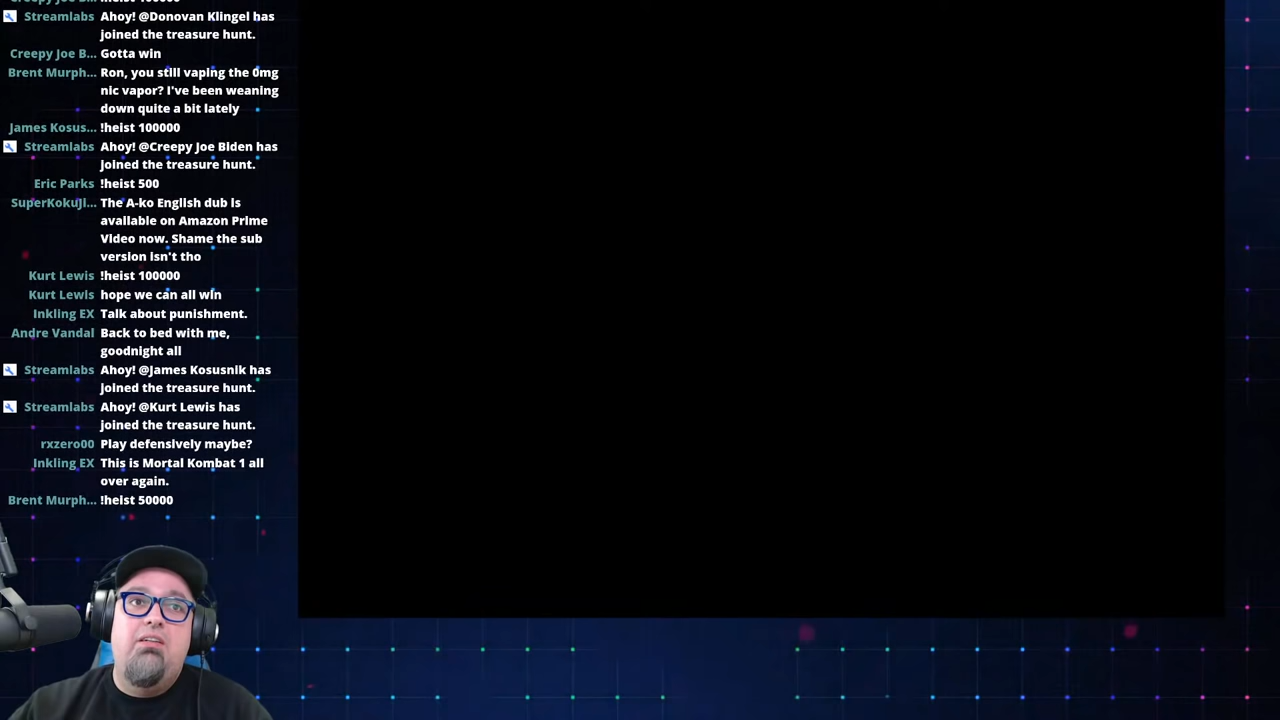 Streamlabs Ahoy! @Donovan Klingel has
joined the treasure hunt.
Creepy Joe B... Gotta win
Brent Murph... Ron, you still vaping the 0mg
nic vapor? I've been weaning
down quite a bit lately
James Kosus... !heist 100000
Streamlabs Ahoy! @Creepy Joe Biden has
joined the treasure hunt.
Eric Parks !heist 500
SuperKokuJi... The A-ko English dub is
available on Amazon Prime
Video now. Shame the sub
version isn't tho
Kurt Lewis !heist 100000
Kurt Lewis hope we can all win
Inkling EX Talk about punishment.
Andre Vandal Back to bed with me,
goodnight all
Streamlabs Ahoy! @James Kosusnik has
joined the treasure hunt.
Streamlabs Ahoy! @Kurt Lewis has
joined the treasure hunt.
rxzero00 Play defensively maybe?
Inkling EX This is Mortal Kombat 1 all
over again.
Brent Murph... !heist 50000